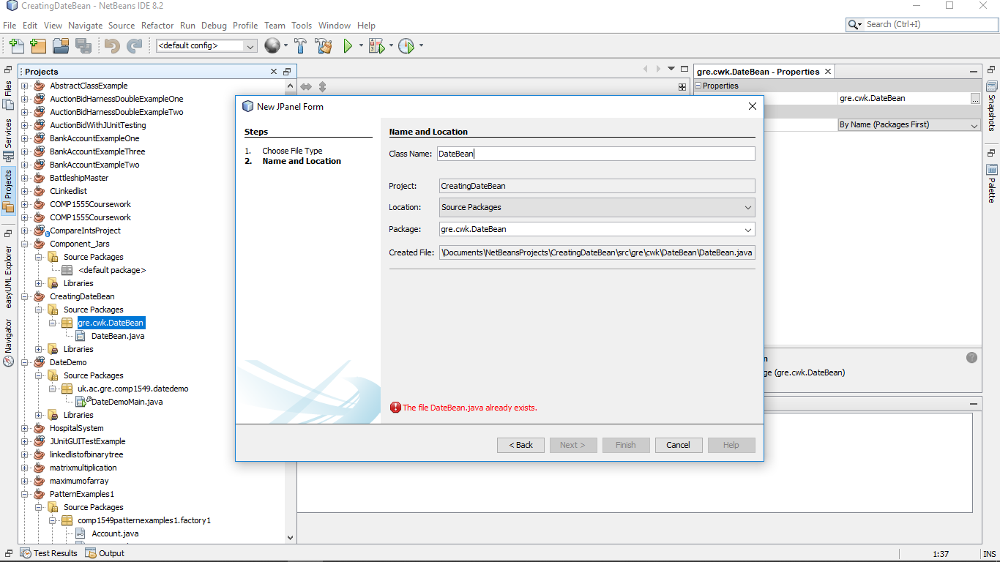 CreatingDateBean - NetBeans IDE 8.2
File Edit View Navigate Source Refactor Run Debug Profile Team Tools Window Help
Search (Ctrl+I)
<default config>
Files
Services
Projects
easyUML Explorer
Navigator
Projects
AbstractClassExample
AuctionBidHarnessDoubleExampleOne
AuctionBidHarnessDoubleExampleTwo
AuctionBidWithJUnitTesting
BankAccountExampleOne
BankAccountExampleThree
BankAccountExampleTwo
BattleshipMaster
CLinkedlist
COMP1555Coursework
COMP1555Coursework
CompareIntsProject
Component_Jars
Source Packages
<default package>
Libraries
CreatingDateBean
Source Packages
gre.cwk.DateBean
DateBean.java
Libraries
DateDemo
Source Packages
uk.ac.gre.comp1549.datedemo
DateDemoMain.java
Libraries
HospitalSystem
JUnitGUITestExample
linkedlistofbinarytree
matrixmultiplication
maximumofarray
PatternExamples1
Source Packages
comp1549patternexamples1.factory1
Account.java
New JPanel Form
Steps
1. Choose File Type
2. Name and Location
Name and Location
Class Name: DateBean
Project: CreatingDateBean
Location: Source Packages
Package: gre.cwk.DateBean
Created File: \Documents\NetBeansProjects\CreatingDateBean\src\gre\cwk\DateBean\DateBean.java
The file DateBean.java already exists.
< Back Next > Finish Cancel Help
gre.cwk.DateBean - Properties
Properties
gre.cwk.DateBean
...
By Name (Packages First)
(gre.cwk.DateBean)
Snapshots
Palette
Test Results Output
1:37 INS